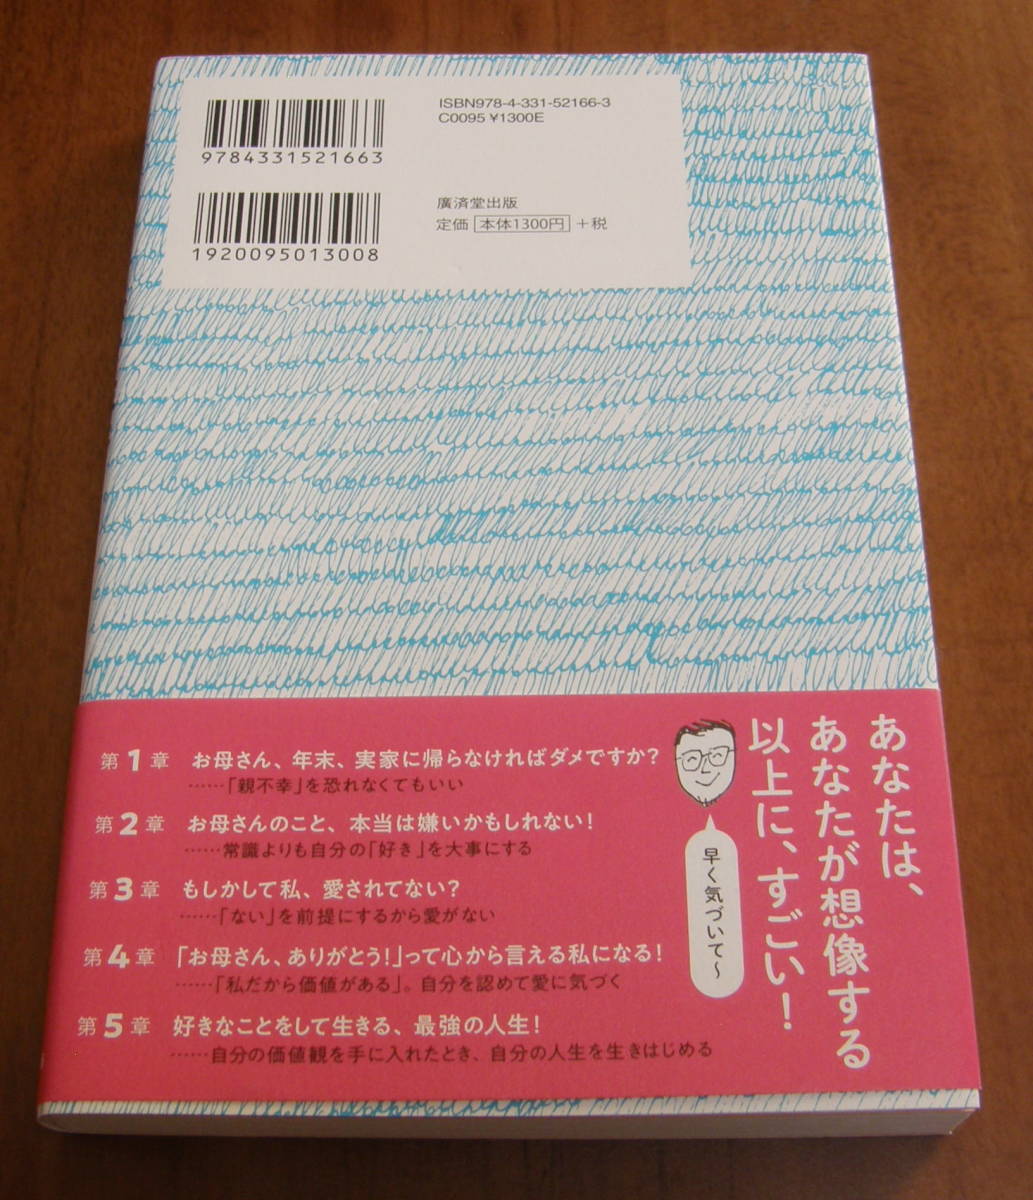 ISBN978-4-331-52166-3
C0095 ¥1300E
9784331521663
廣済堂出版
定価 本体1300円 +税
1920095013008
あなたは、
あなたが想像する
以上に、すごい!
早く気づいて〜
第1章 お母さん、年末、実家に帰らなければダメですか?
……「親不幸」を恐れなくてもいい
第2章 お母さんのこと、本当は嫌いかもしれない!
……常識よりも自分の「好き」を大事にする
第3章 もしかして私、愛されてない?
……「ない」を前提にするから愛がない
第4章 「お母さん、ありがとう!」って心から言える私になる!
……「私だから価値がある」。自分を認めて愛に気づく
第5章 好きなことをして生きる、最強の人生!
……自分の価値観を手に入れたとき、自分の人生を生きはじめる